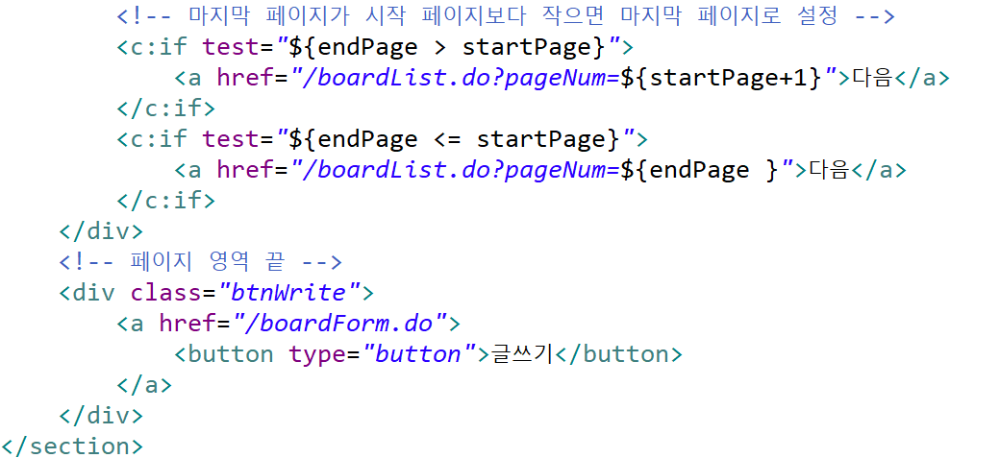 <!-- 마지막 페이지가 시작 페이지보다 작으면 마지막 페이지로 설정 -->
<c:if test="${endPage > startPage}">
<a href="/boardList.do?pageNum=${startPage+1}">다음</a>
</c:if>
<c:if test="${endPage <= startPage}">
<a href="/boardList.do?pageNum=${endPage }">다음</a>
</c:if>
</div>
<!-- 페이지 영역 끝 -->
<div class="btnWrite">
<a href="/boardForm.do">
<button type="button">글쓰기</button>
</a>
</div>
</section>